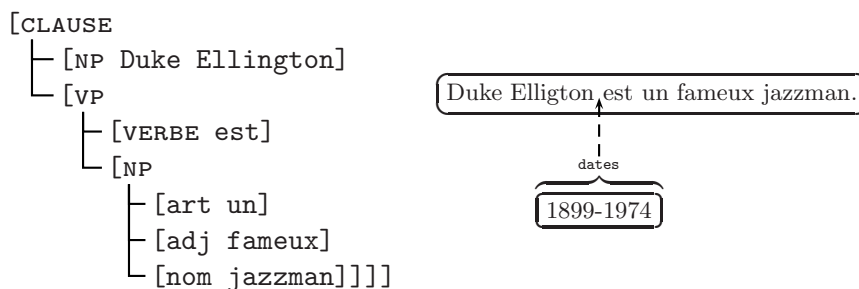 [CLAUSE
[NP Duke Ellington]
[VP
[VERBE est]
[NP
[art un]
[adj fameux]
[nom jazzman]]]]
Duke Elligton est un fameux jazzman.
dates
1899-1974